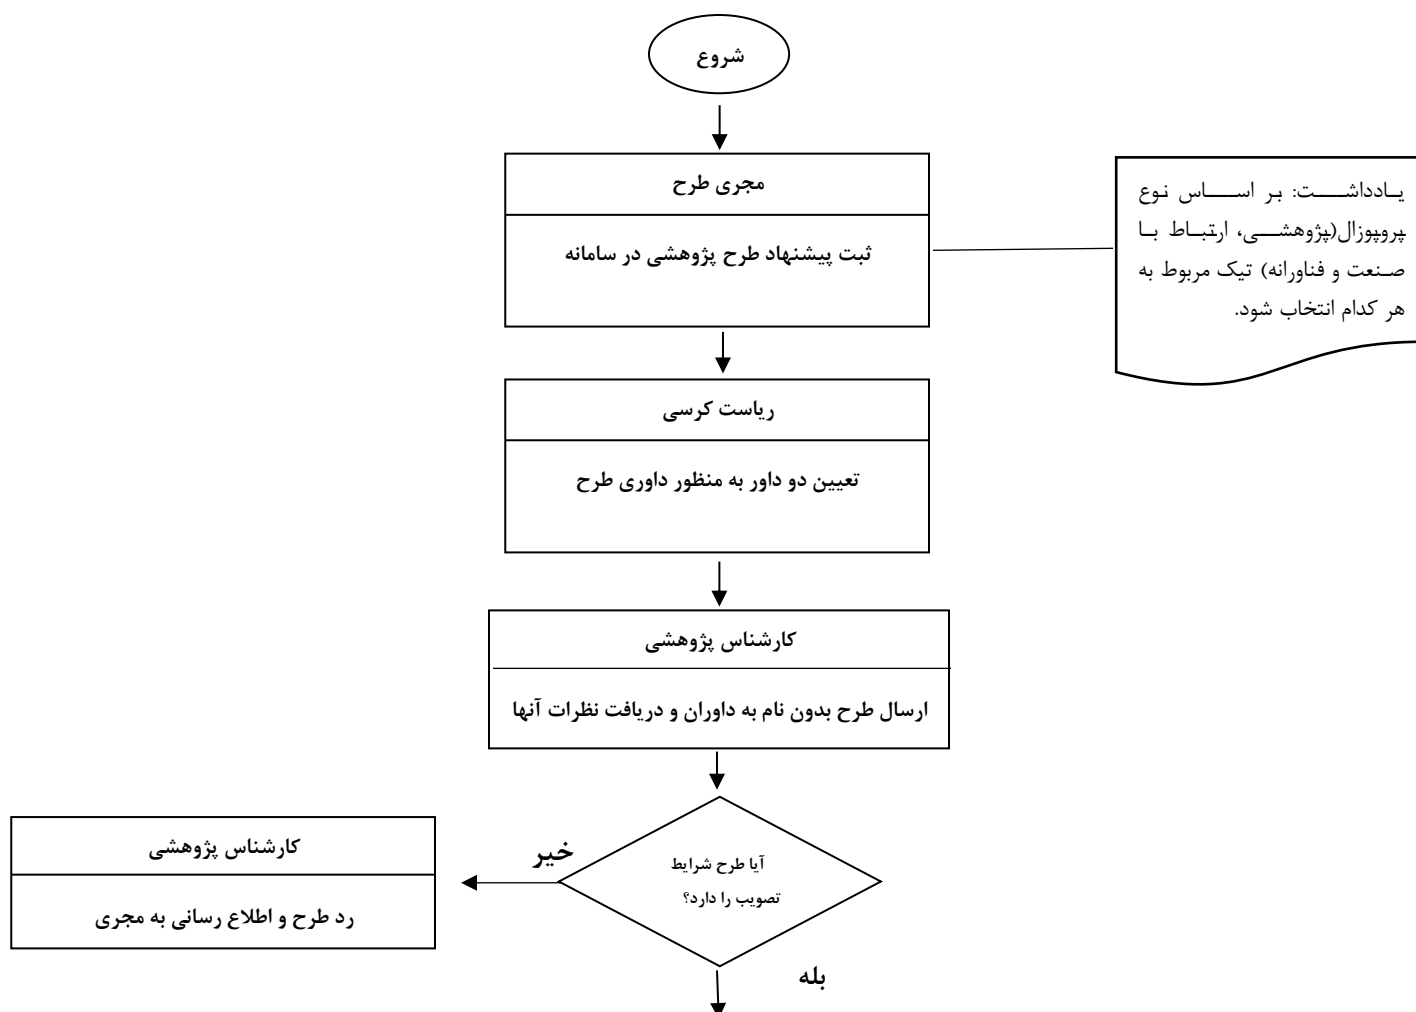 شروع
مجری طرح
ثبت پیشنهاد طرح پژوهشی در سامانه
یادداشت: بر اساس نوع
پروپوزال(پژوهشی، ارتباط با
صنعت و فناورانه) تیک مربوط به
هر کدام انتخاب شود.
ریاست کرسی
تعیین دو داور به منظور داوری طرح
کارشناس پژوهشی
ارسال طرح بدون نام به داوران و دریافت نظرات آنها
آیا طرح شرایط
تصویب را دارد؟
خیر
کارشناس پژوهشی
رد طرح و اطلاع رسانی به مجری
بله